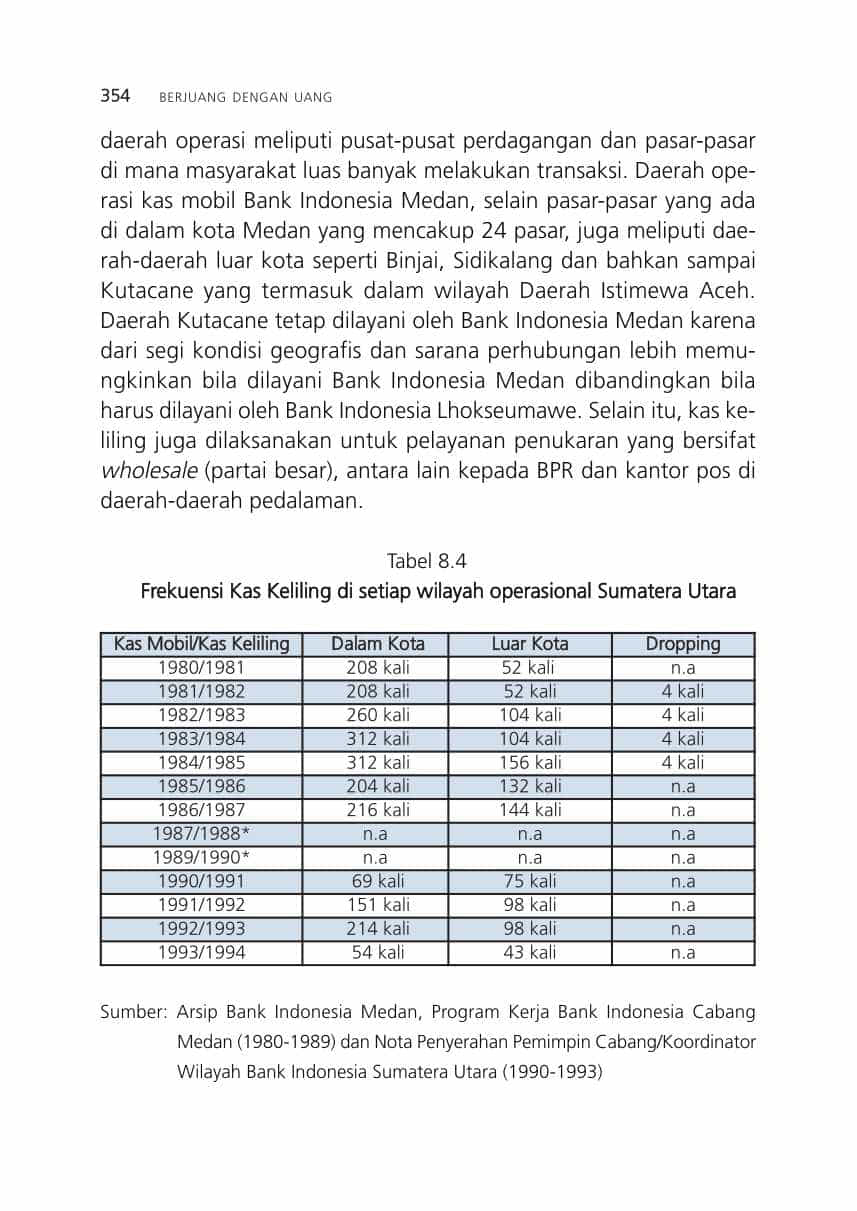 354 BERJUANG DENGAN UANG
daerah operasi meliputi pusat-pusat perdagangan dan pasar-pasar
di mana masyarakat luas banyak melakukan transaksi. Daerah ope-
rasi kas mobil Bank Indonesia Medan, selain pasar-pasar yang ada
di dalam kota Medan yang mencakup 24 pasar, juga meliputi dae-
rah-daerah luar kota seperti Binjai, Sidikalang dan bahkan sampai
Kutacane yang termasuk dalam wilayah Daerah Istimewa Aceh.
Daerah Kutacane tetap dilayani oleh Bank Indonesia Medan karena
dari segi kondisi geografis dan sarana perhubungan lebih memu-
ngkinkan bila dilayani Bank Indonesia Medan dibandingkan bila
harus dilayani oleh Bank Indonesia Lhokseumawe. Selain itu, kas ke-
liling juga dilaksanakan untuk pelayanan penukaran yang bersifat
wholesale (partai besar), antara lain kepada BPR dan kantor pos di
daerah-daerah pedalaman.
Tabel 8.4
Frekuensi Kas Keliling di setiap wilayah operasional Sumatera Utara
Kas Mobil/Kas Keliling Dalam Kota Luar Kota Dropping
1980/1981 208 kali 52 kali n.a
1981/1982 208 kali 52 kali 4 kali
1982/1983 260 kali 104 kali 4 kali
1983/1984 312 kali 104 kali 4 kali
1984/1985 312 kali 156 kali 4 kali
1985/1986 204 kali 132 kali n.a
1986/1987 216 kali 144 kali n.a
1987/1988* n.a n.a n.a
1989/1990* n.a n.a n.a
1990/1991 69 kali 75 kali n.a
1991/1992 151 kali 98 kali n.a
1992/1993 214 kali 98 kali n.a
1993/1994 54 kali 43 kali n.a
Sumber: Arsip Bank Indonesia Medan, Program Kerja Bank Indonesia Cabang
Medan (1980-1989) dan Nota Penyerahan Pemimpin Cabang/Koordinator
Wilayah Bank Indonesia Sumatera Utara (1990-1993)